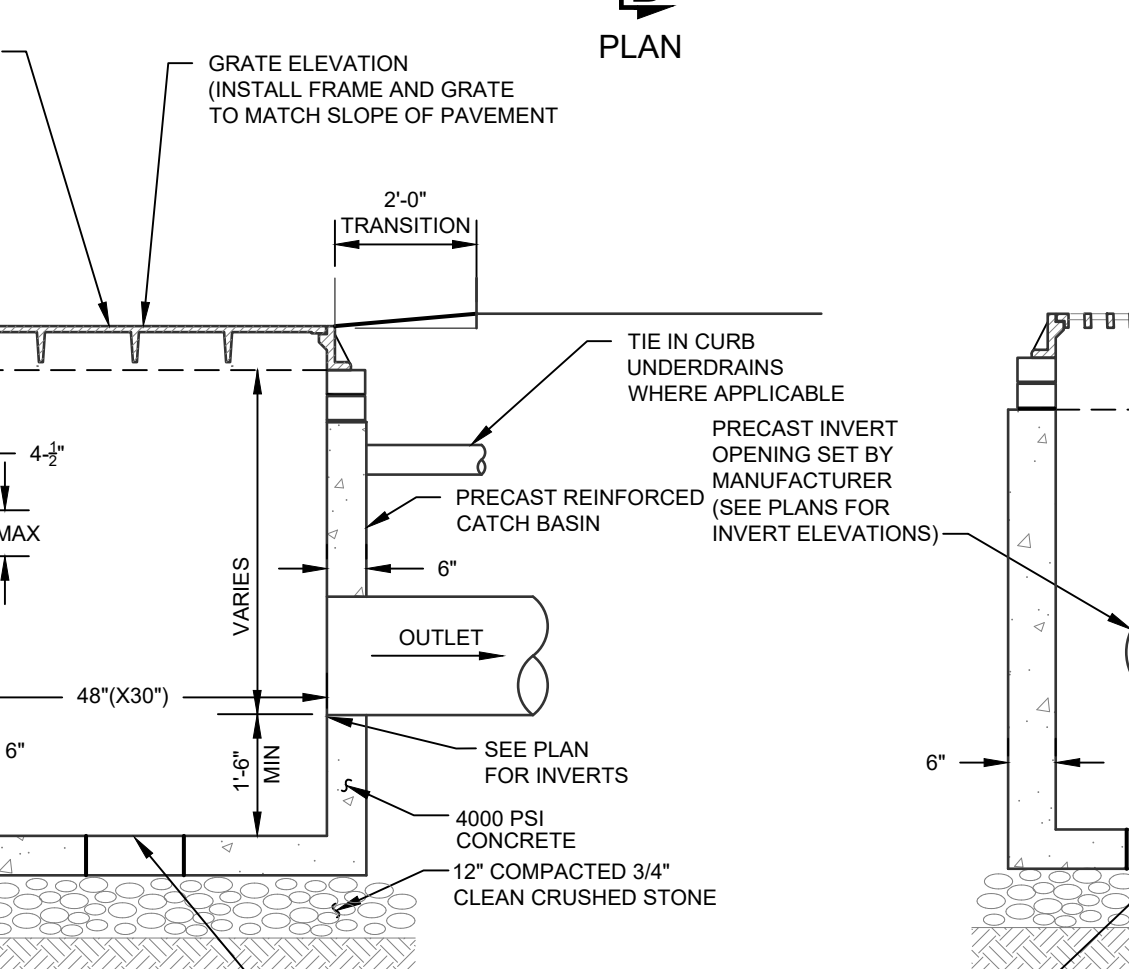 PLAN
GRATE ELEVATION
(INSTALL FRAME AND GRATE
TO MATCH SLOPE OF PAVEMENT
2'-0"
TRANSITION
TIE IN CURB
UNDERDRAINS
WHERE APPLICABLE
4-1/2"
MAX
PRECAST INVERT
OPENING SET BY
MANUFACTURER
(SEE PLANS FOR
INVERT ELEVATIONS)
PRECAST REINFORCED
CATCH BASIN
6"
VARIES
OUTLET
48"(X30")
6"
1'-6"
MIN
SEE PLAN
FOR INVERTS
6"
4000 PSI
CONCRETE
12" COMPACTED 3/4"
CLEAN CRUSHED STONE